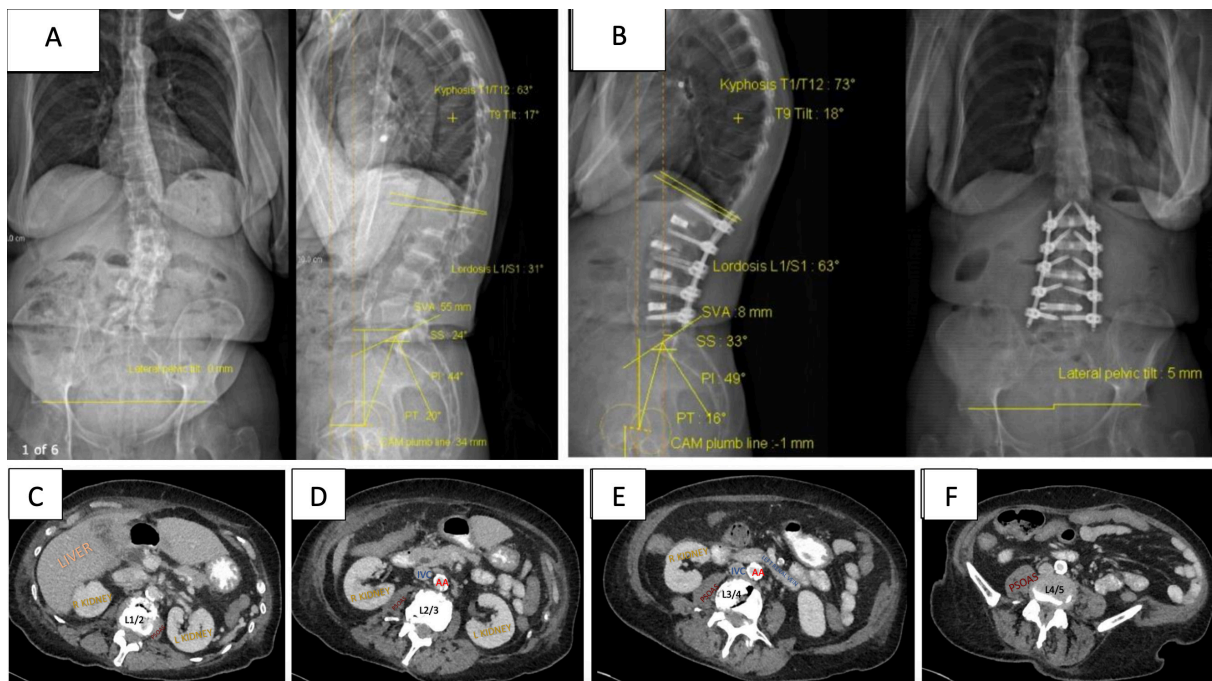 A
Kyphosis T1/T12 : 63°
T9 Tilt : 17°
Lordosis L1/S1 : 31°
SVA :55 mm
SS : 24°
PI : 44°
PT : 20°
CAM plumb line : 34 mm
Lateral pelvic tilt : 0 mm
1 of 6
B
Kyphosis T1/T12 : 73°
T9 Tilt : 18°
Lordosis L1/S1 : 63°
SVA :8 mm
SS : 33°
PI : 49°
PT : 16°
CAM plumb line :-1 mm
Lateral pelvic tilt : 5 mm
C
LIVER
R KIDNEY
L1/2
L KIDNEY
D
IVC
AA
R KIDNEY
L2/3
L KIDNEY
E
R KIDNEY
IVC
AA
PSOAS
L3/4
F
PSOAS
L4/5